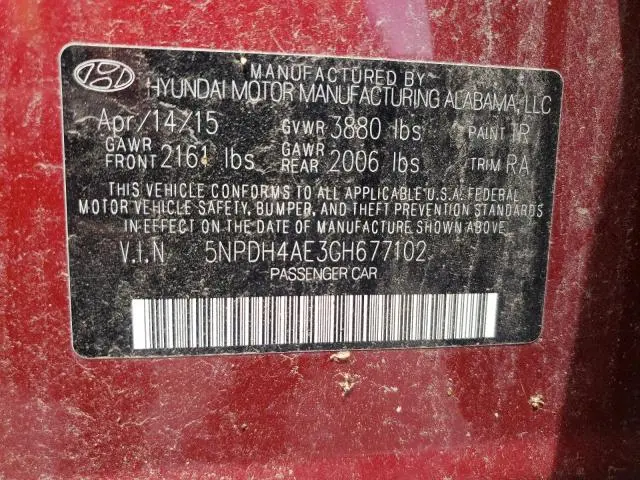 MANUFACTURED BY
HYUNDAI MOTOR MANUFACTURING ALABAMA, LLC
Apr/14/15 GVWR 3880 lbs PAINT TR
GAWR FRONT 2161 lbs GAWR REAR 2006 lbs TRIM RA
THIS VEHICLE CONFORMS TO ALL APPLICABLE U.S.A. FEDERAL
MOTOR VEHICLE SAFETY, BUMPER, AND THEFT PREVENTION STANDARDS
IN EFFECT ON THE DATE OF MANUFACTURE SHOWN ABOVE.
V.I.N 5NPDH4AE3GH677102
PASSENGER CAR